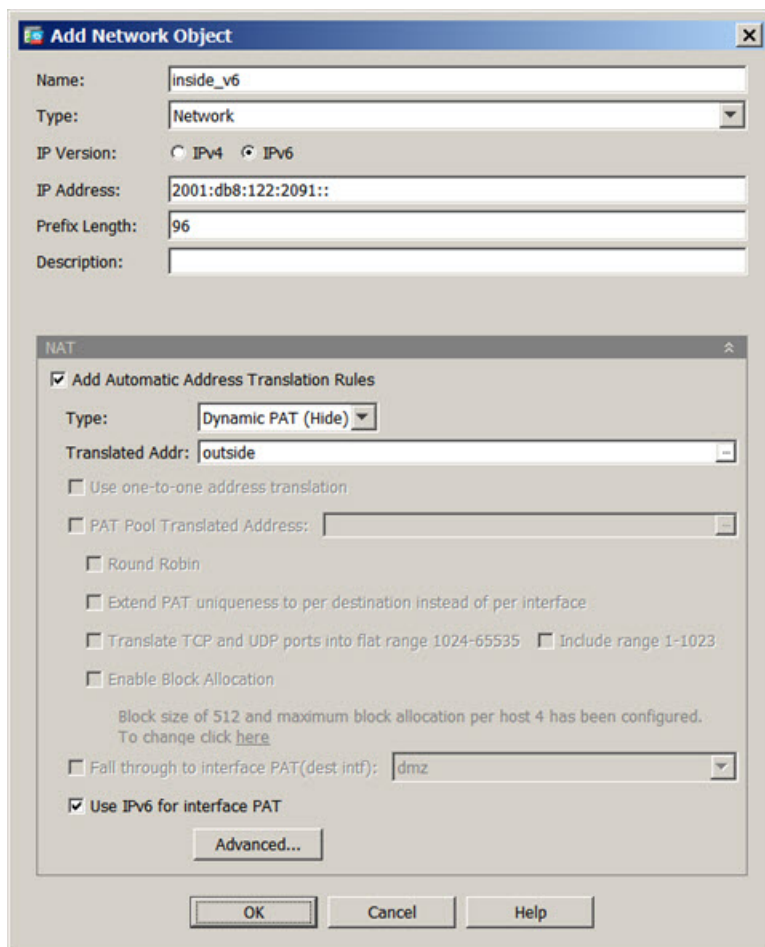 Add Network Object
Name: inside_v6
Type: Network
IP Version: IPv4 IPv6
IP Address: 2001:db8:122:2091::
Prefix Length: 96
Description:
NAT
Add Automatic Address Translation Rules
Type: Dynamic PAT (Hide)
Translated Addr: outside
Use one-to-one address translation
PAT Pool Translated Address:
Round Robin
Extend PAT uniqueness to per destination instead of per interface
Translate TCP and UDP ports into flat range 1024-65535 Include range 1-1023
Enable Block Allocation
Block size of 512 and maximum block allocation per host 4 has been configured.
To change click here
Fall through to interface PAT(dest intf): dmz
Use IPv6 for interface PAT
Advanced...
OK Cancel Help